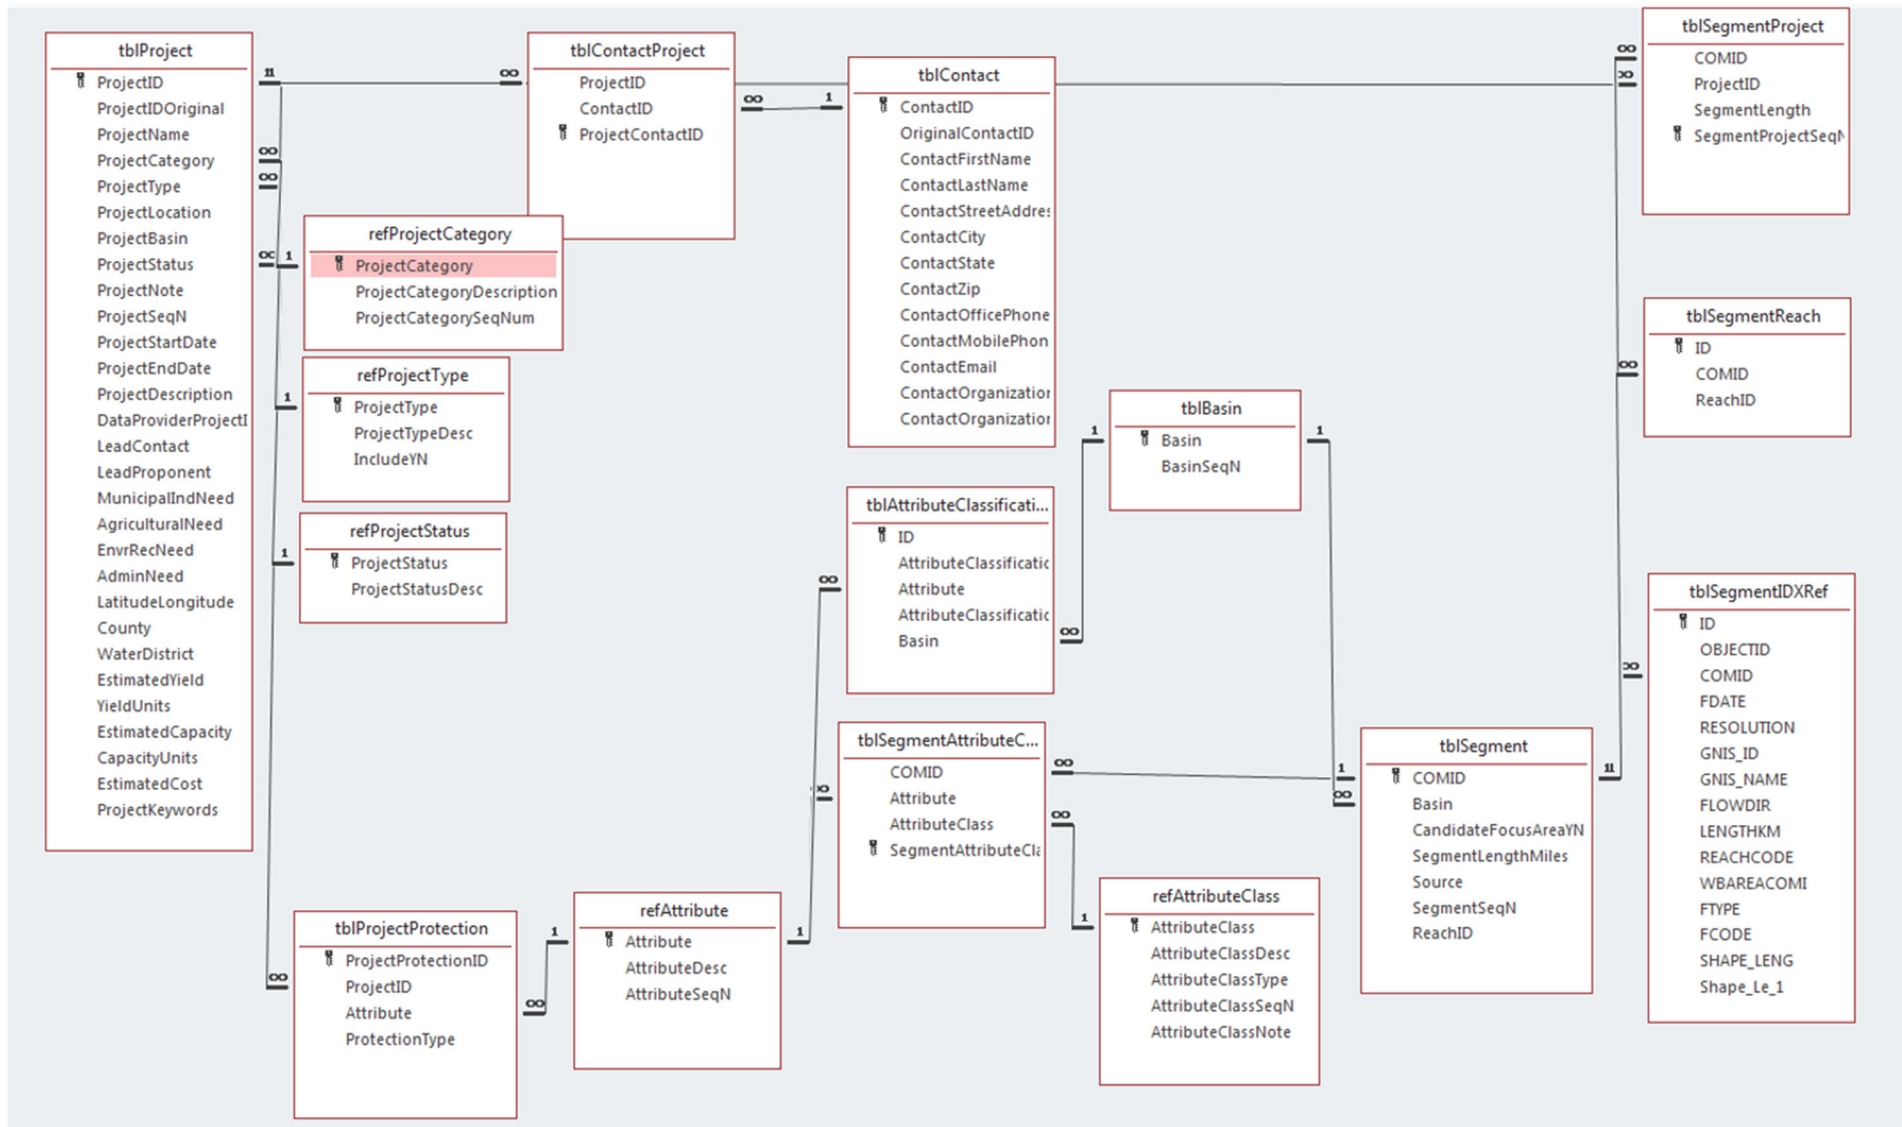 tblProject
ProjectID
ProjectIDOriginal
ProjectName
ProjectCategory
ProjectType
ProjectLocation
ProjectBasin
ProjectStatus
ProjectNote
ProjectSeqN
ProjectStartDate
ProjectEndDate
ProjectDescription
DataProviderProjectI
LeadContact
LeadProponent
MunicipalIndNeed
AgriculturalNeed
EnvrRecNeed
AdminNeed
LatitudeLongitude
County
WaterDistrict
EstimatedYield
YieldUnits
EstimatedCapacity
CapacityUnits
EstimatedCost
ProjectKeywords
tblContactProject
ProjectID
ContactID
ProjectContactID
refProjectCategory
ProjectCategory
ProjectCategoryDescription
ProjectCategorySeqNum
refProjectType
ProjectType
ProjectTypeDesc
IncludeYN
refProjectStatus
ProjectStatus
ProjectStatusDesc
tblProjectProtection
ProjectProtectionID
ProjectID
Attribute
ProtectionType
refAttribute
Attribute
AttributeDesc
AttributeSeqN
tblContact
ContactID
OriginalContactID
ContactFirstName
ContactLastName
ContactStreetAddres
ContactCity
ContactState
ContactZip
ContactOfficePhone
ContactMobilePhon
ContactEmail
ContactOrganization
ContactOrganization
tblAttributeClassificati...
ID
AttributeClassificatic
Attribute
AttributeClassificatic
Basin
tblSegmentAttributeC...
COMID
Attribute
AttributeClass
SegmentAttributeCla
tblBasin
Basin
BasinSeqN
refAttributeClass
AttributeClass
AttributeClassDesc
AttributeClassType
AttributeClassSeqN
AttributeClassNote
tblSegment
COMID
Basin
CandidateFocusAreaYN
SegmentLengthMiles
Source
SegmentSeqN
ReachID
tblSegmentProject
COMID
ProjectID
SegmentLength
SegmentProjectSeqN
tblSegmentReach
ID
COMID
ReachID
tblSegmentIDXRef
ID
OBJECTID
COMID
FDATE
RESOLUTION
GNIS_ID
GNIS_NAME
FLOWDIR
LENGTHKM
REACHCODE
WBAREACOMI
FTYPE
FCODE
SHAPE_LENG
Shape_Le_1